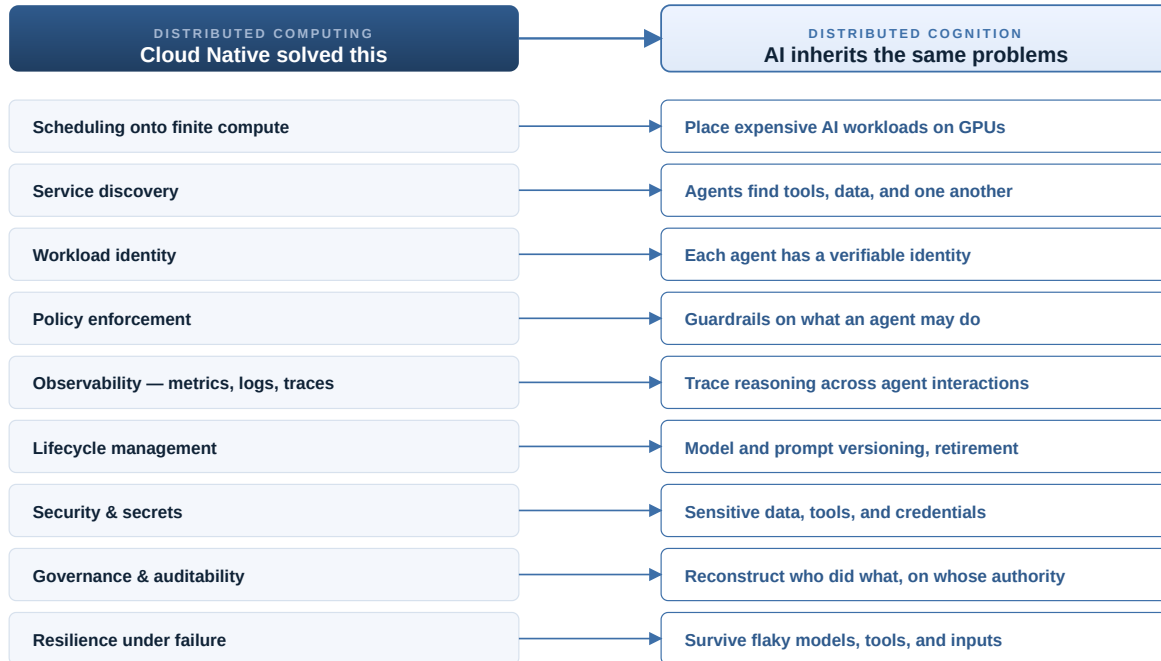 DISTRIBUTED COMPUTING
Cloud Native solved this
DISTRIBUTED COGNITION
AI inherits the same problems
Scheduling onto finite compute
Place expensive AI workloads on GPUs
Service discovery
Agents find tools, data, and one another
Workload identity
Each agent has a verifiable identity
Policy enforcement
Guardrails on what an agent may do
Observability — metrics, logs, traces
Trace reasoning across agent interactions
Lifecycle management
Model and prompt versioning, retirement
Security & secrets
Sensitive data, tools, and credentials
Governance & auditability
Reconstruct who did what, on whose authority
Resilience under failure
Survive flaky models, tools, and inputs